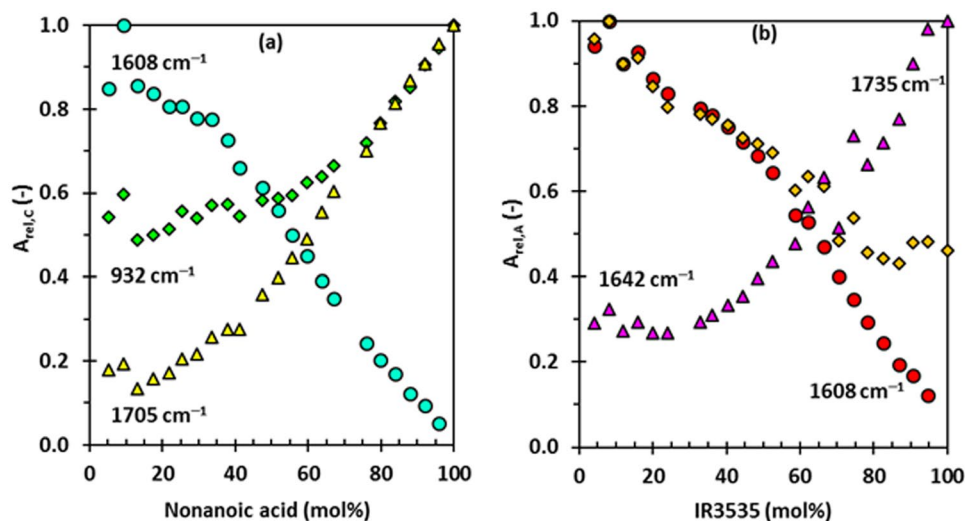 (a)
1608 cm⁻¹
932 cm⁻¹
1705 cm⁻¹
1.0
0.8
0.6
0.4
0.2
0.0
A_rel,C (-)
0 20 40 60 80 100
Nonanoic acid (mol%)
(b)
1735 cm⁻¹
1642 cm⁻¹
1608 cm⁻¹
1.0
0.8
0.6
0.4
0.2
0.0
A_rel,A (-)
0 20 40 60 80 100
IR3535 (mol%)